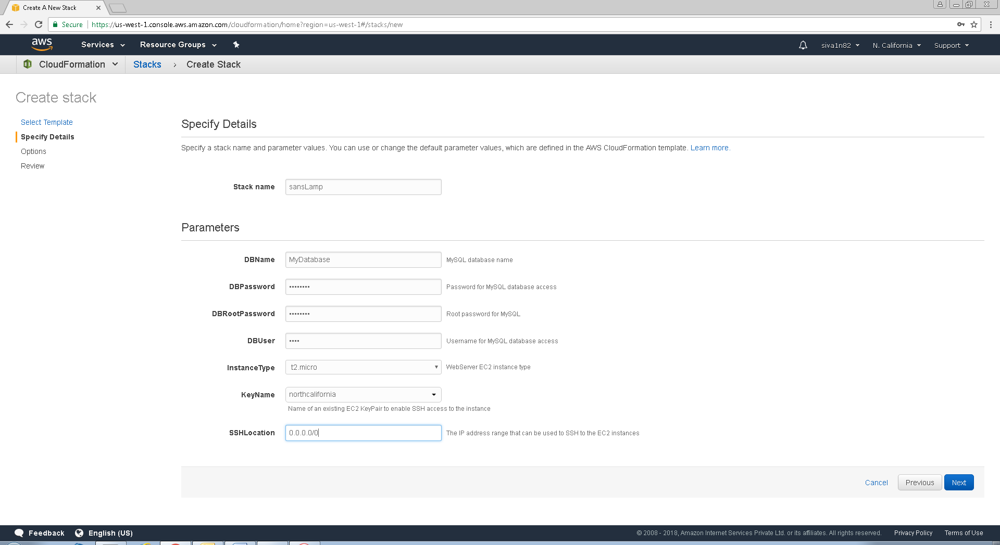 Create A New Stack
Secure
https://us-west-1.console.aws.amazon.com/cloudformation/home?region=us-west-1#/stacks/new
aws
Services
Resource Groups
siva1n82
N. California
Support
CloudFormation
Stacks
Create Stack
Create stack
Select Template
Specify Details
Options
Review
Specify Details
Specify a stack name and parameter values. You can use or change the default parameter values, which are defined in the AWS CloudFormation template. Learn more.
Stack name
sansLamp
Parameters
DBName
MyDatabase
MySQL database name
DBPassword
••••••••
Password for MySQL database access
DBRootPassword
••••••••
Root password for MySQL
DBUser
••••
Username for MySQL database access
InstanceType
t2.micro
WebServer EC2 instance type
KeyName
northcalifornia
Name of an existing EC2 KeyPair to enable SSH access to the instance
SSHLocation
0.0.0.0/0
The IP address range that can be used to SSH to the EC2 instances
Cancel
Previous
Next
Feedback
English (US)
© 2008 - 2018, Amazon Internet Services Private Ltd. or its affiliates. All rights reserved.
Privacy Policy
Terms of Use